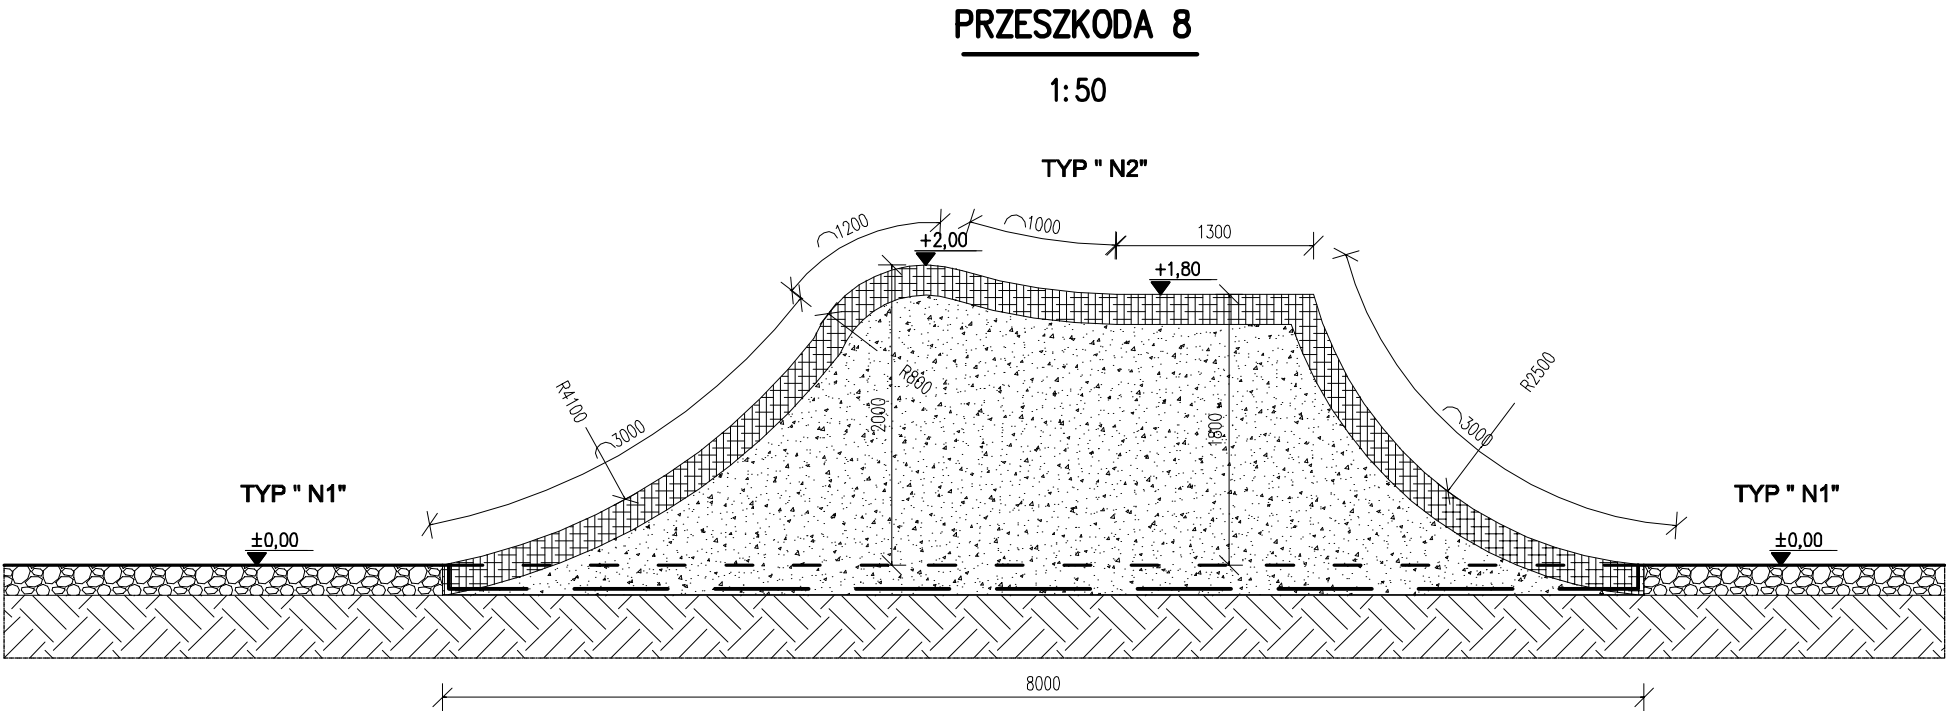 PRZESZKODA 8
1:50
TYP " N2"
⌒1200
⌒1000
1300
+2,00
+1,80
R4100
R800
R2500
2000
1800
⌒3000
⌒3000
TYP " N1"
TYP " N1"
±0,00
±0,00
8000